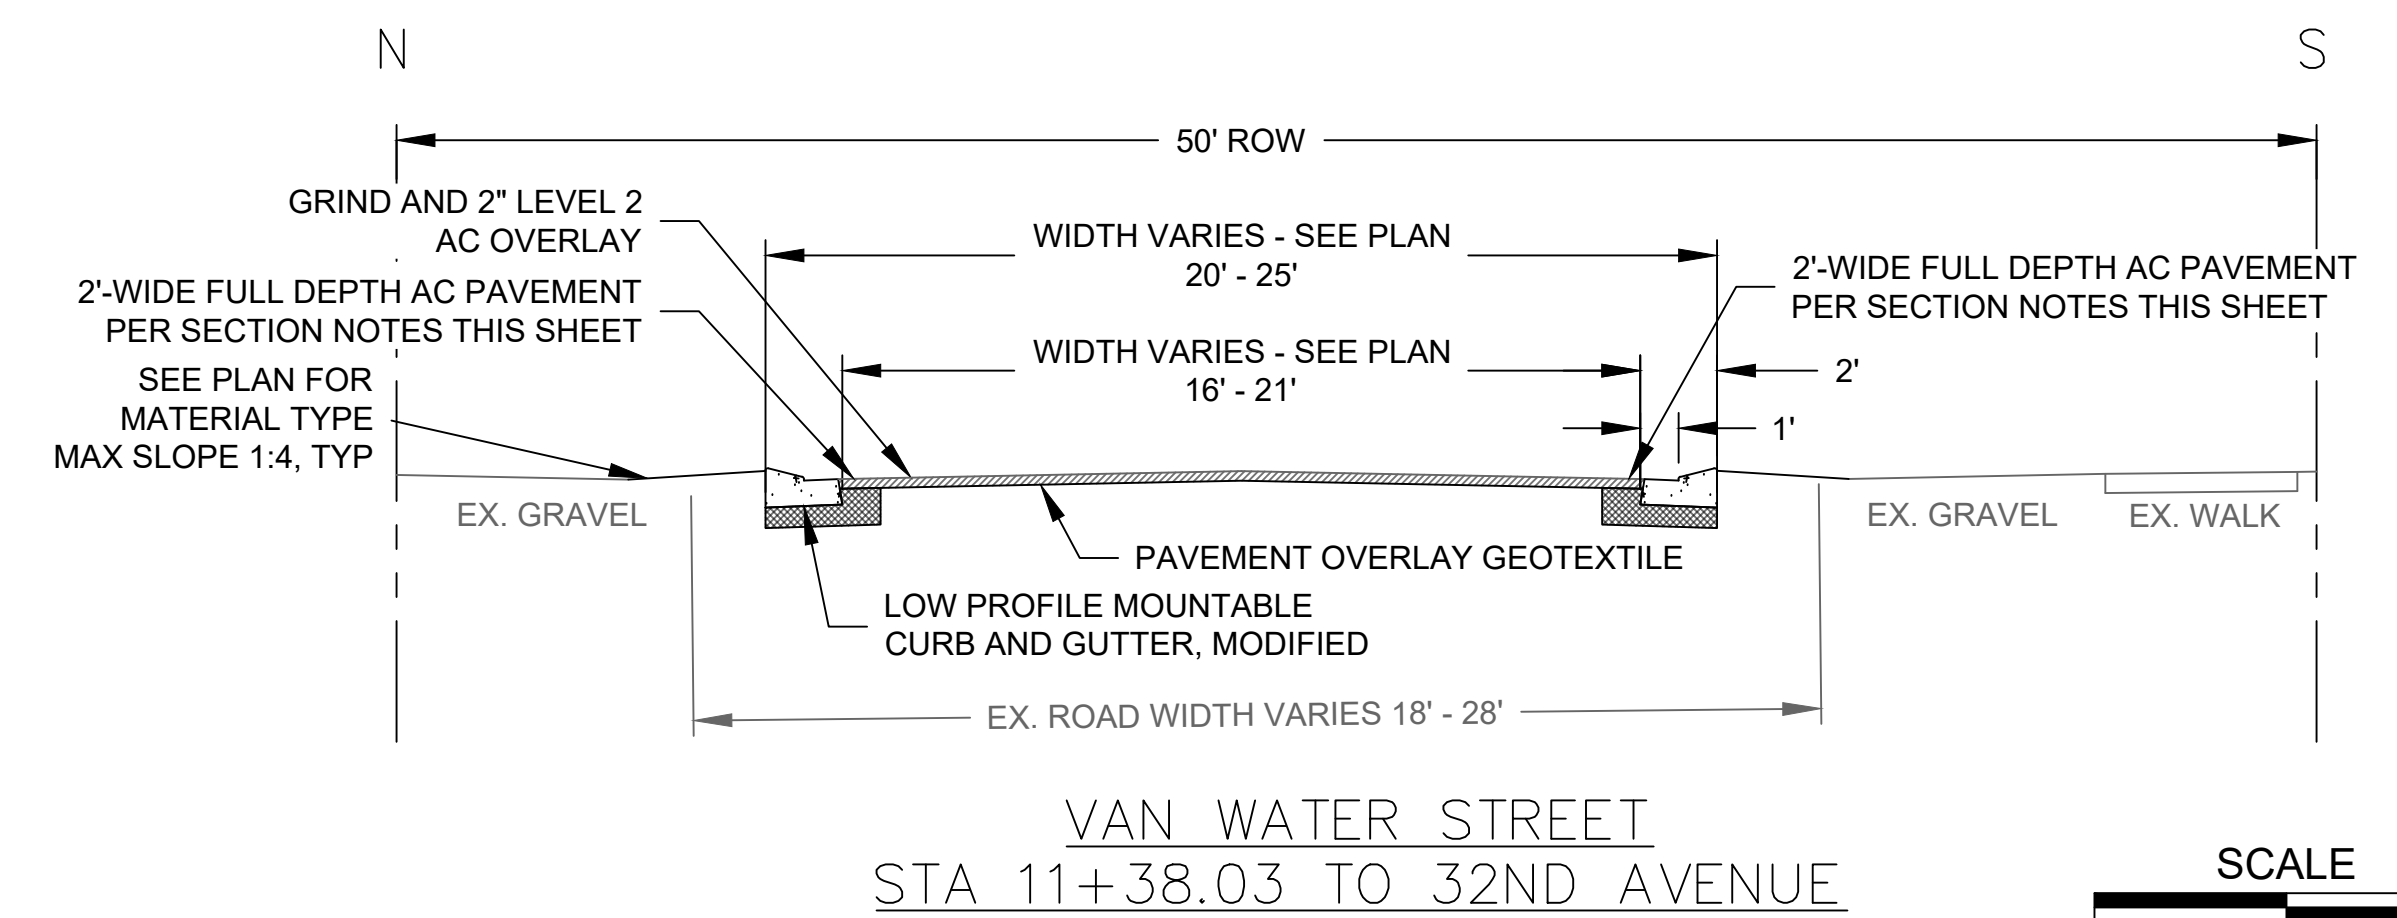 N
S
50' ROW
GRIND AND 2" LEVEL 2
AC OVERLAY
WIDTH VARIES - SEE PLAN
20' - 25'
2'-WIDE FULL DEPTH AC PAVEMENT
PER SECTION NOTES THIS SHEET
2'-WIDE FULL DEPTH AC PAVEMENT
PER SECTION NOTES THIS SHEET
WIDTH VARIES - SEE PLAN
16' - 21'
2'
1'
SEE PLAN FOR
MATERIAL TYPE
MAX SLOPE 1:4, TYP
EX. GRAVEL
EX. GRAVEL
EX. WALK
PAVEMENT OVERLAY GEOTEXTILE
LOW PROFILE MOUNTABLE
CURB AND GUTTER, MODIFIED
EX. ROAD WIDTH VARIES 18' - 28'
VAN WATER STREET
STA 11+38.03 TO 32ND AVENUE
SCALE